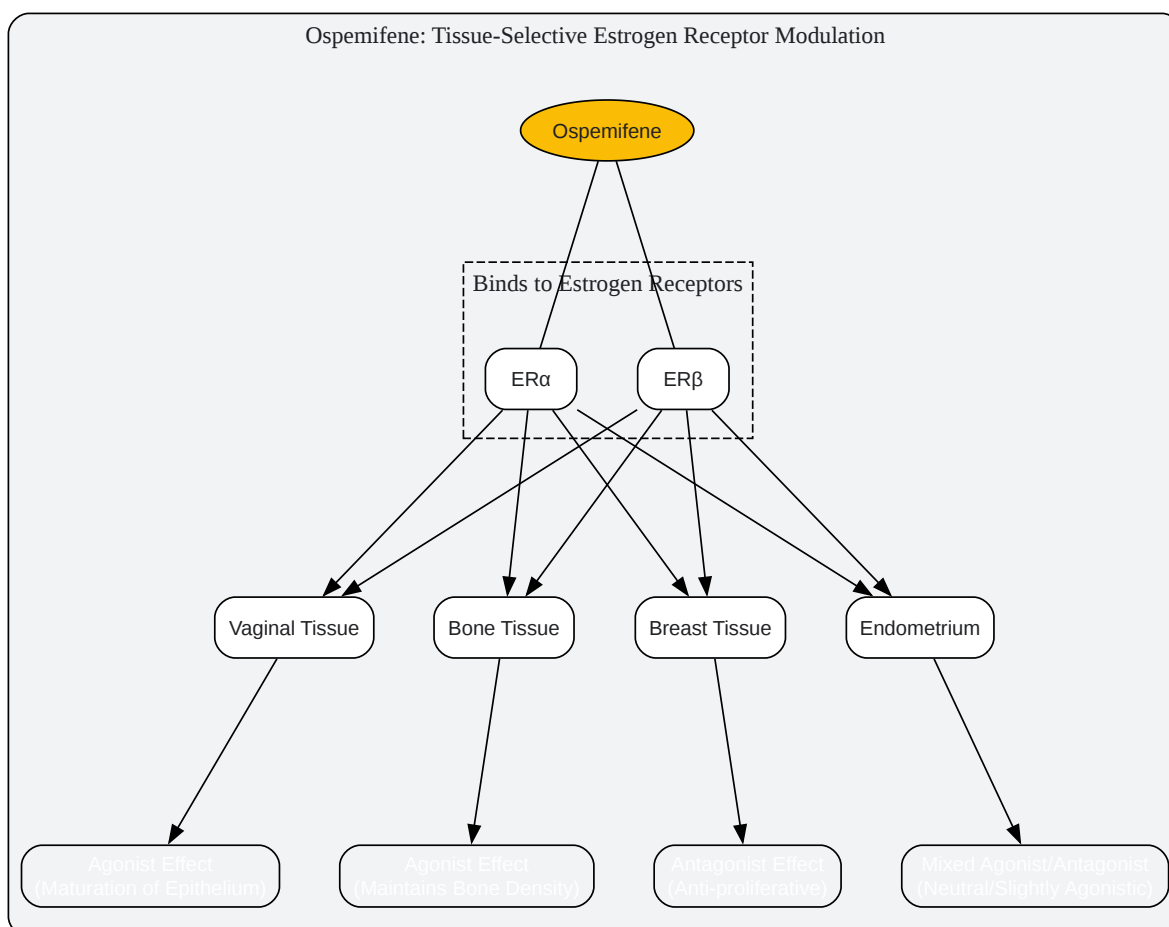 Ospemifene: Tissue-Selective Estrogen Receptor Modulation
Ospemifene
Binds to Estrogen Receptors
ERα
ERβ
Vaginal Tissue
Bone Tissue
Breast Tissue
Endometrium
Agonist Effect
(Maturation of Epithelium)
Agonist Effect
(Maintains Bone Density)
Antagonist Effect
(Anti-proliferative)
Mixed Agonist/Antagonist
(Neutral/Slightly Agonistic)